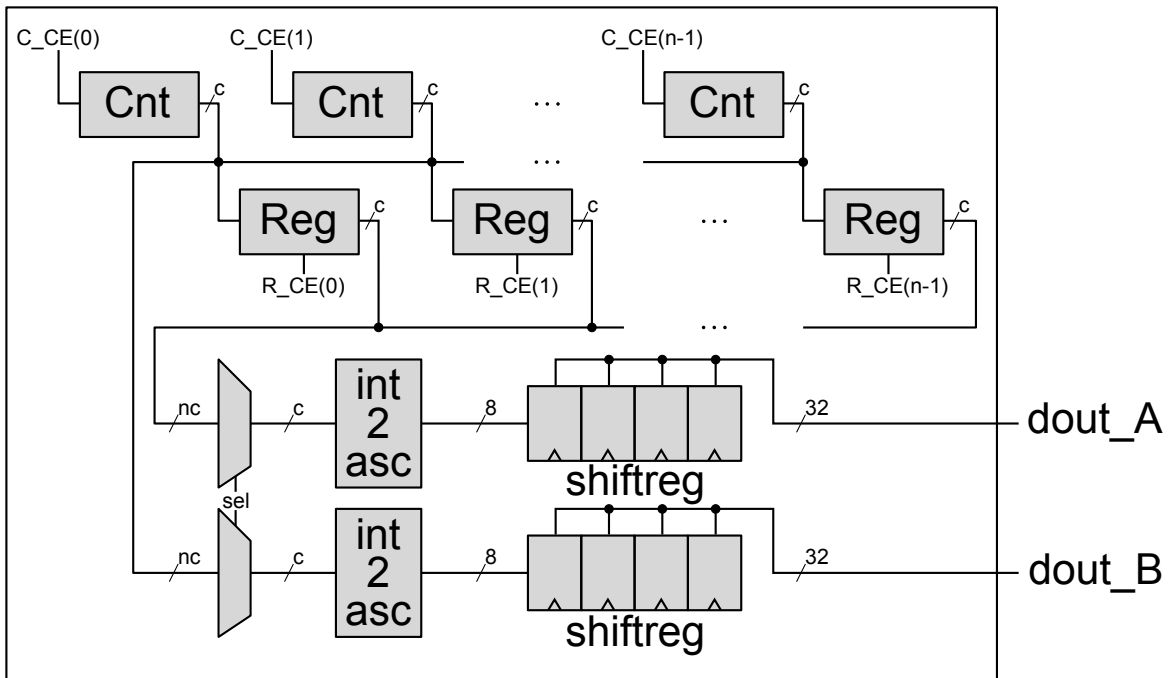 C_CE(0) C_CE(1) C_CE(n-1)
Cnt c Cnt c ... Cnt c
...
Reg c Reg c ... Reg c
R_CE(0) R_CE(1) R_CE(n-1)
...
nc c int 2 asc 8 32 dout_A
shiftreg
sel
nc c int 2 asc 8 32 dout_B
shiftreg